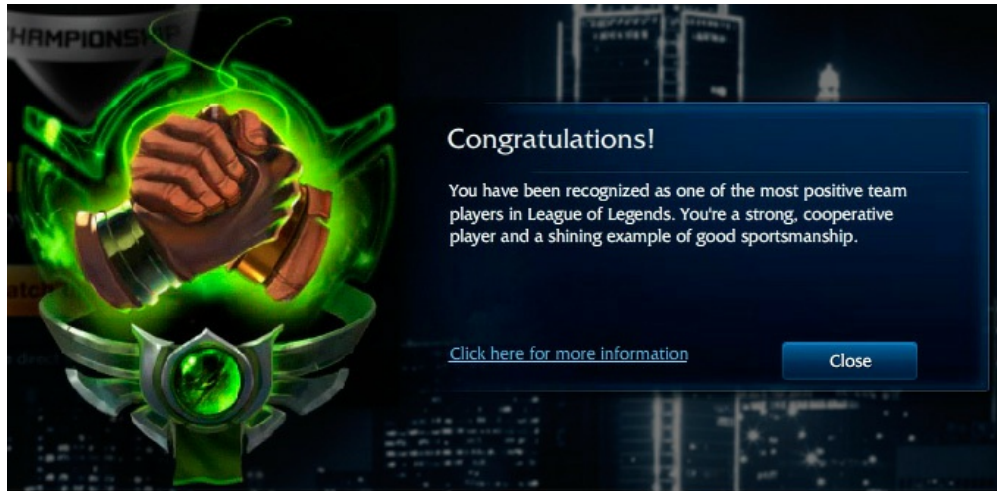 CHAMPIONSHIP
Congratulations!
You have been recognized as one of the most positive team
players in League of Legends. You're a strong, cooperative
player and a shining example of good sportsmanship.
Click here for more information
Close